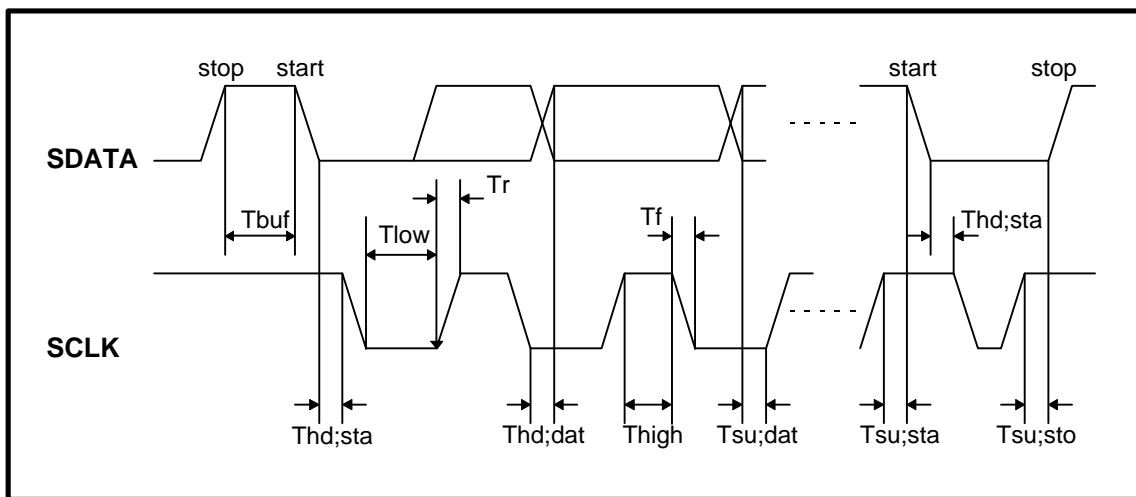 stop start start stop
SDATA
Tr
Tbuf Tlow Tf Thd;sta
SCLK
Thd;sta Thd;dat Thigh Tsu;dat Tsu;sta Tsu;sto